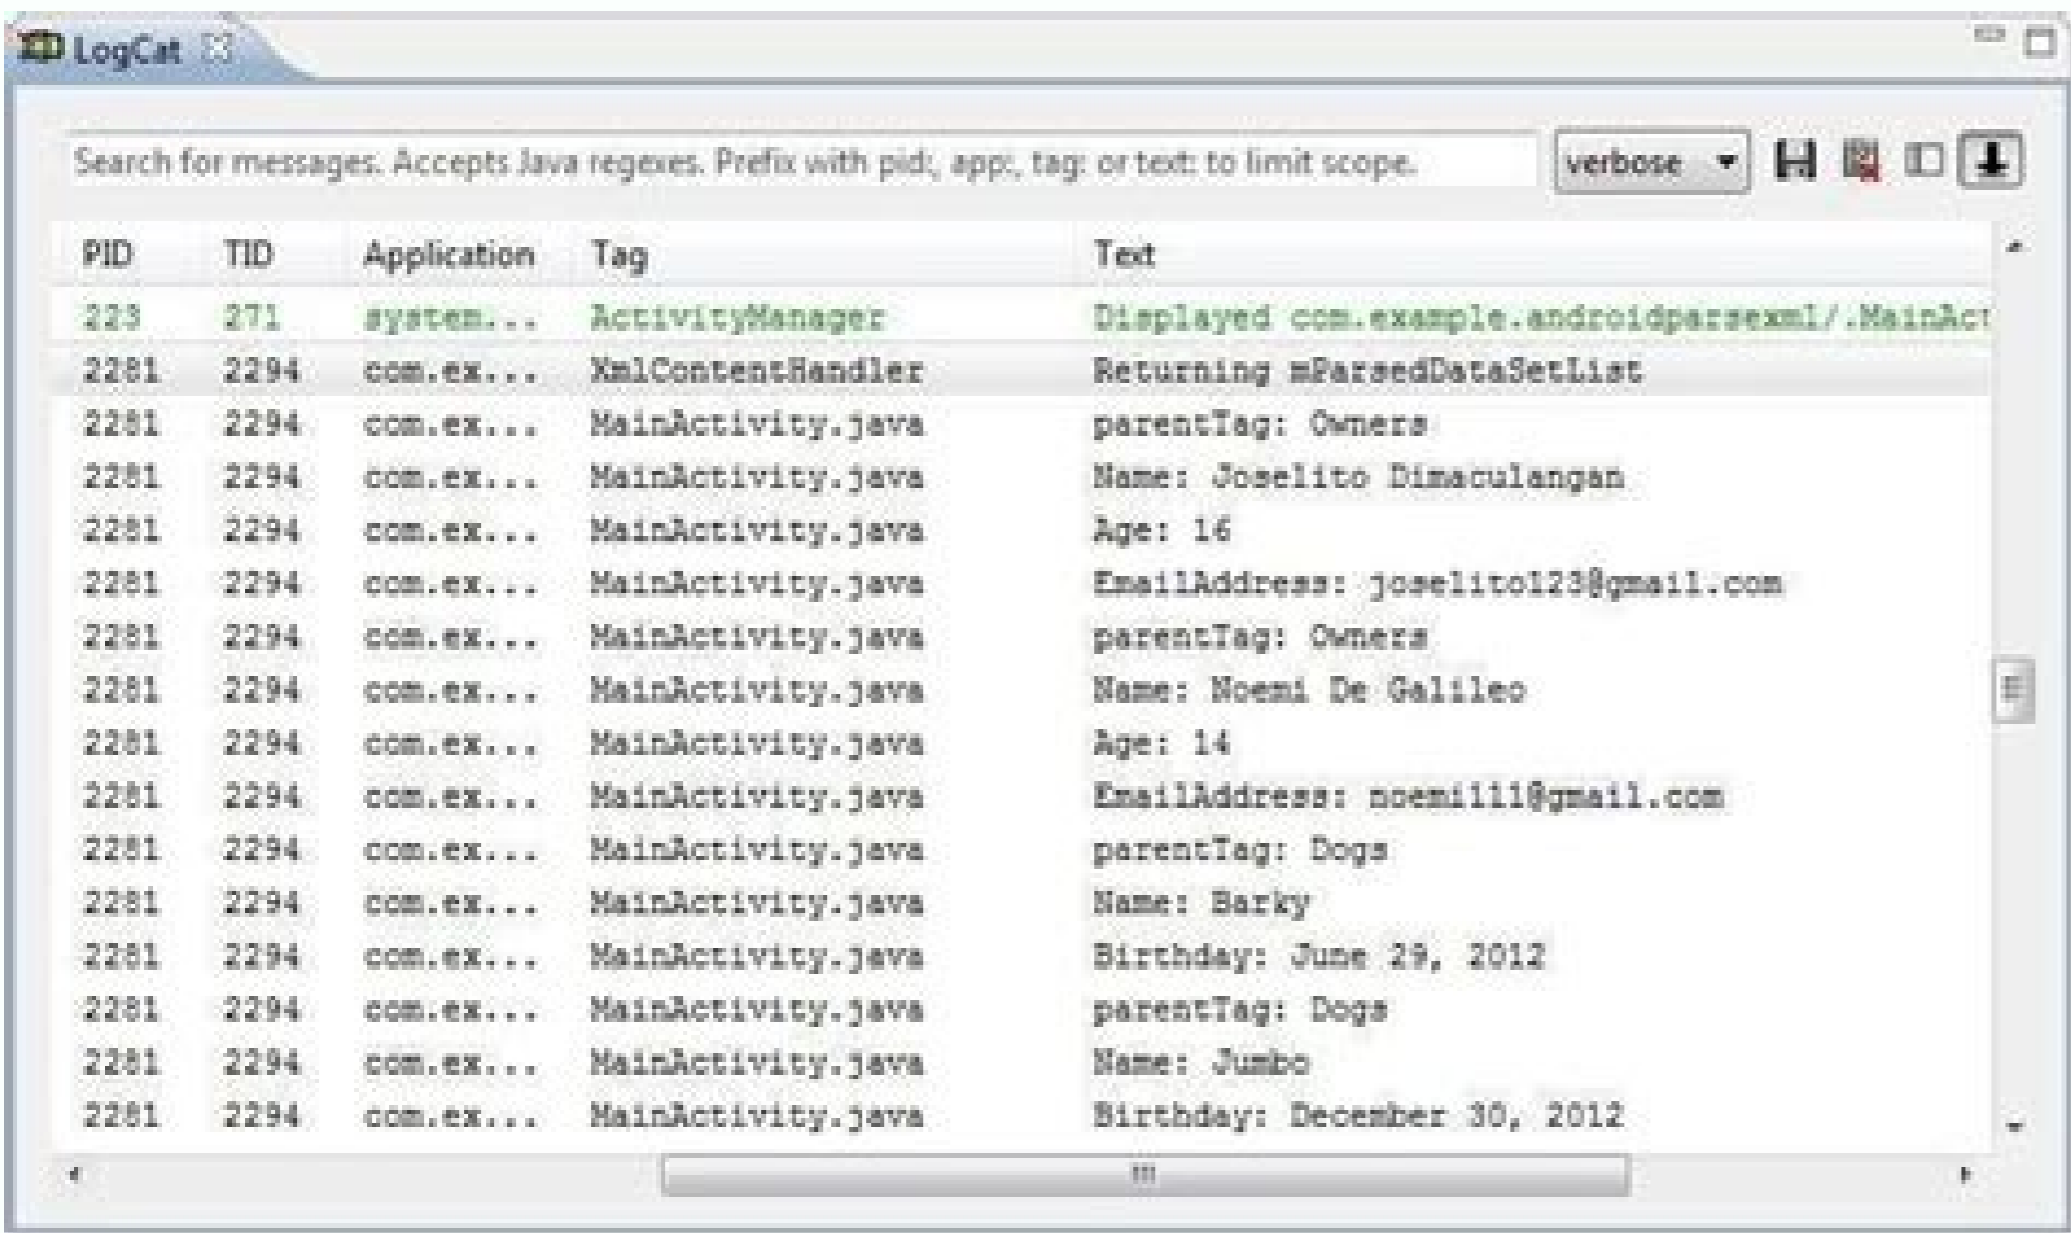 LogCat
Search for messages. Accepts Java regexes. Prefix with pid:, app:, tag: or text: to limit scope.
verbose
PID TID Application Tag Text
223 271 system... ActivityManager Displayed com.example.androidparsexml/.MainAct
2281 2294 com.ex... XmlContentHandler Returning mParsedDataSetList
2281 2294 com.ex... MainActivity.java parentTag: Owners
2281 2294 com.ex... MainActivity.java Name: Joselito Dimaculangan
2281 2294 com.ex... MainActivity.java Age: 16
2281 2294 com.ex... MainActivity.java EmailAddress: joselito123@gmail.com
2281 2294 com.ex... MainActivity.java parentTag: Owners
2281 2294 com.ex... MainActivity.java Name: Noemi De Galileo
2281 2294 com.ex... MainActivity.java Age: 14
2281 2294 com.ex... MainActivity.java EmailAddress: noemi111@gmail.com
2281 2294 com.ex... MainActivity.java parentTag: Dogs
2281 2294 com.ex... MainActivity.java Name: Barky
2281 2294 com.ex... MainActivity.java Birthday: June 29, 2012
2281 2294 com.ex... MainActivity.java parentTag: Dogs
2281 2294 com.ex... MainActivity.java Name: Jumbo
2281 2294 com.ex... MainActivity.java Birthday: December 30, 2012